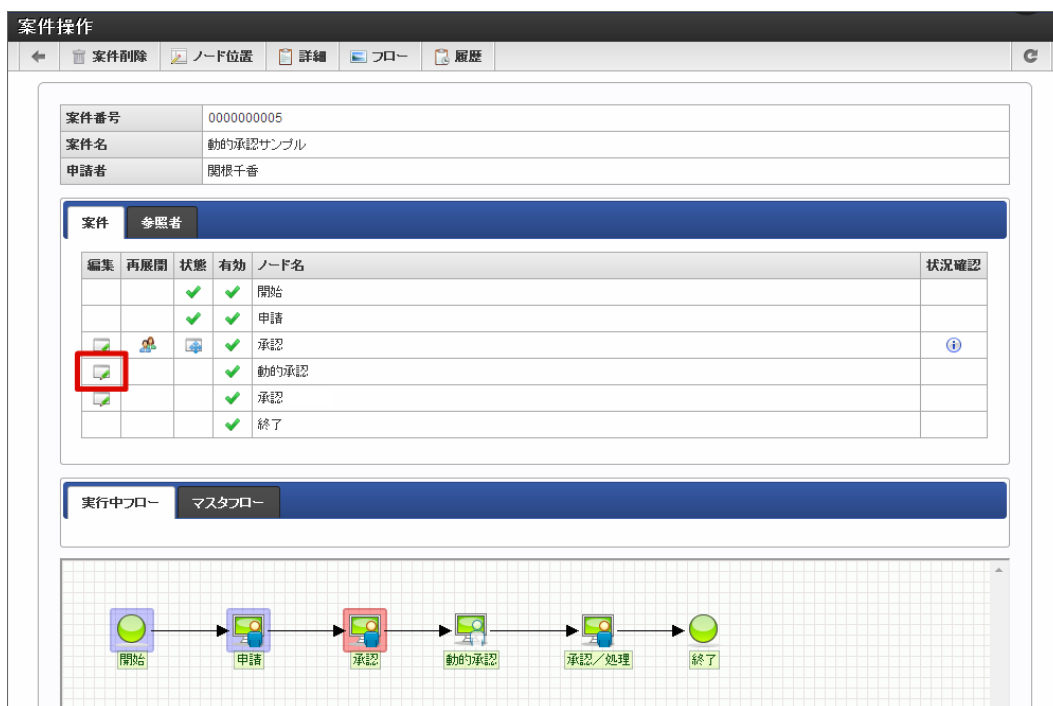 案件操作
案件削除 ノード位置 詳細 フロー 履歴
案件番号 0000000005
案件名 動的承認サンプル
申請者 関根千香
案件 参照者
編集 再展開 状態 有効 ノード名 状況確認
開始
申請
承認
動的承認
承認
終了
実行中フロー マスタフロー
開始 申請 承認 動的承認 承認／処理 終了